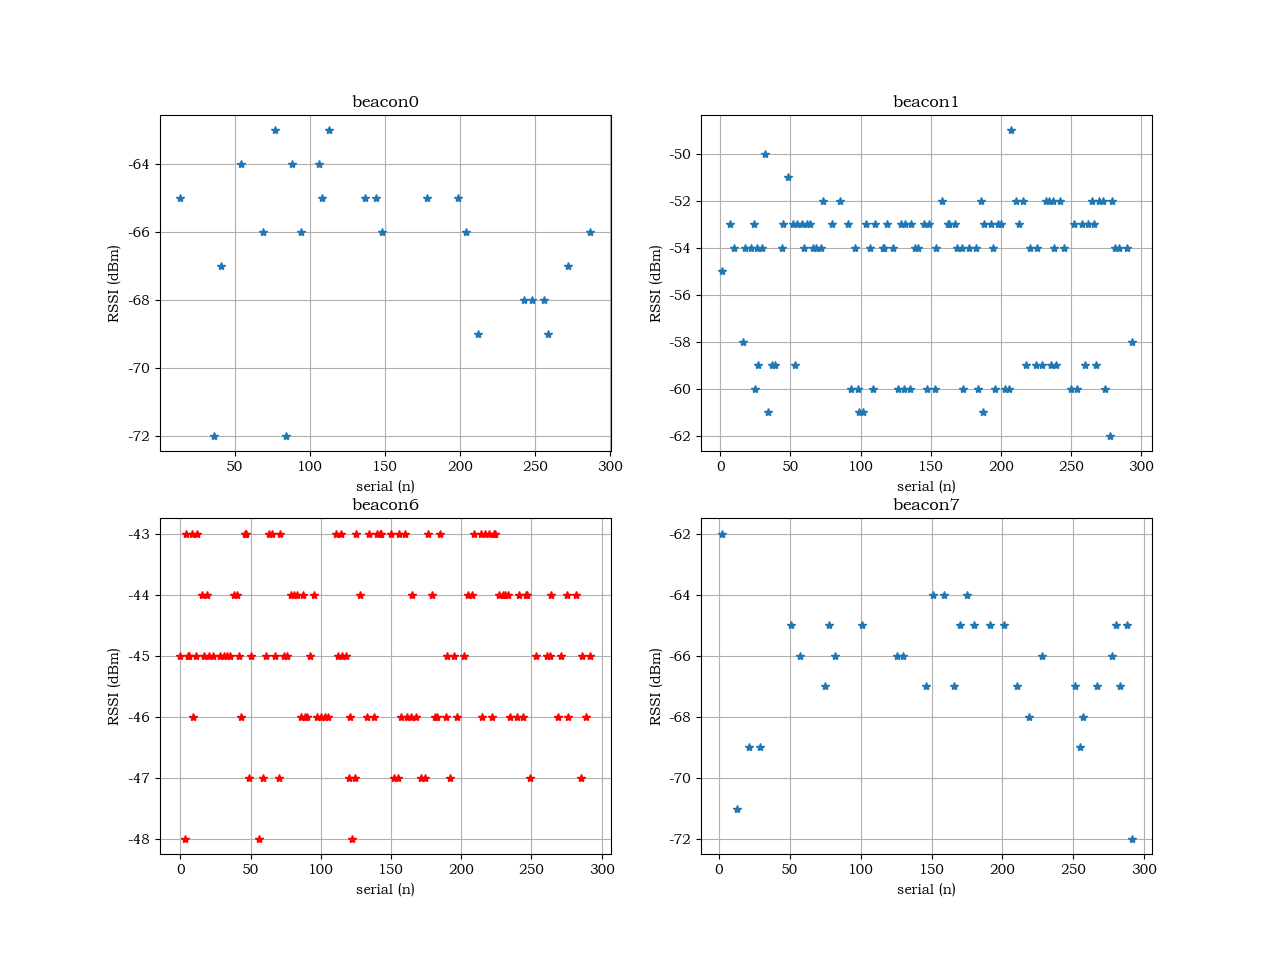 beacon0
RSSI (dBm)
-64
-66
-68
-70
-72
50 100 150 200 250 300
serial (n)
beacon1
RSSI (dBm)
-50
-52
-54
-56
-58
-60
-62
0 50 100 150 200 250 300
serial (n)
beacon6
RSSI (dBm)
-43
-44
-45
-46
-47
-48
0 50 100 150 200 250 300
serial (n)
beacon7
RSSI (dBm)
-62
-64
-66
-68
-70
-72
0 50 100 150 200 250 300
serial (n)